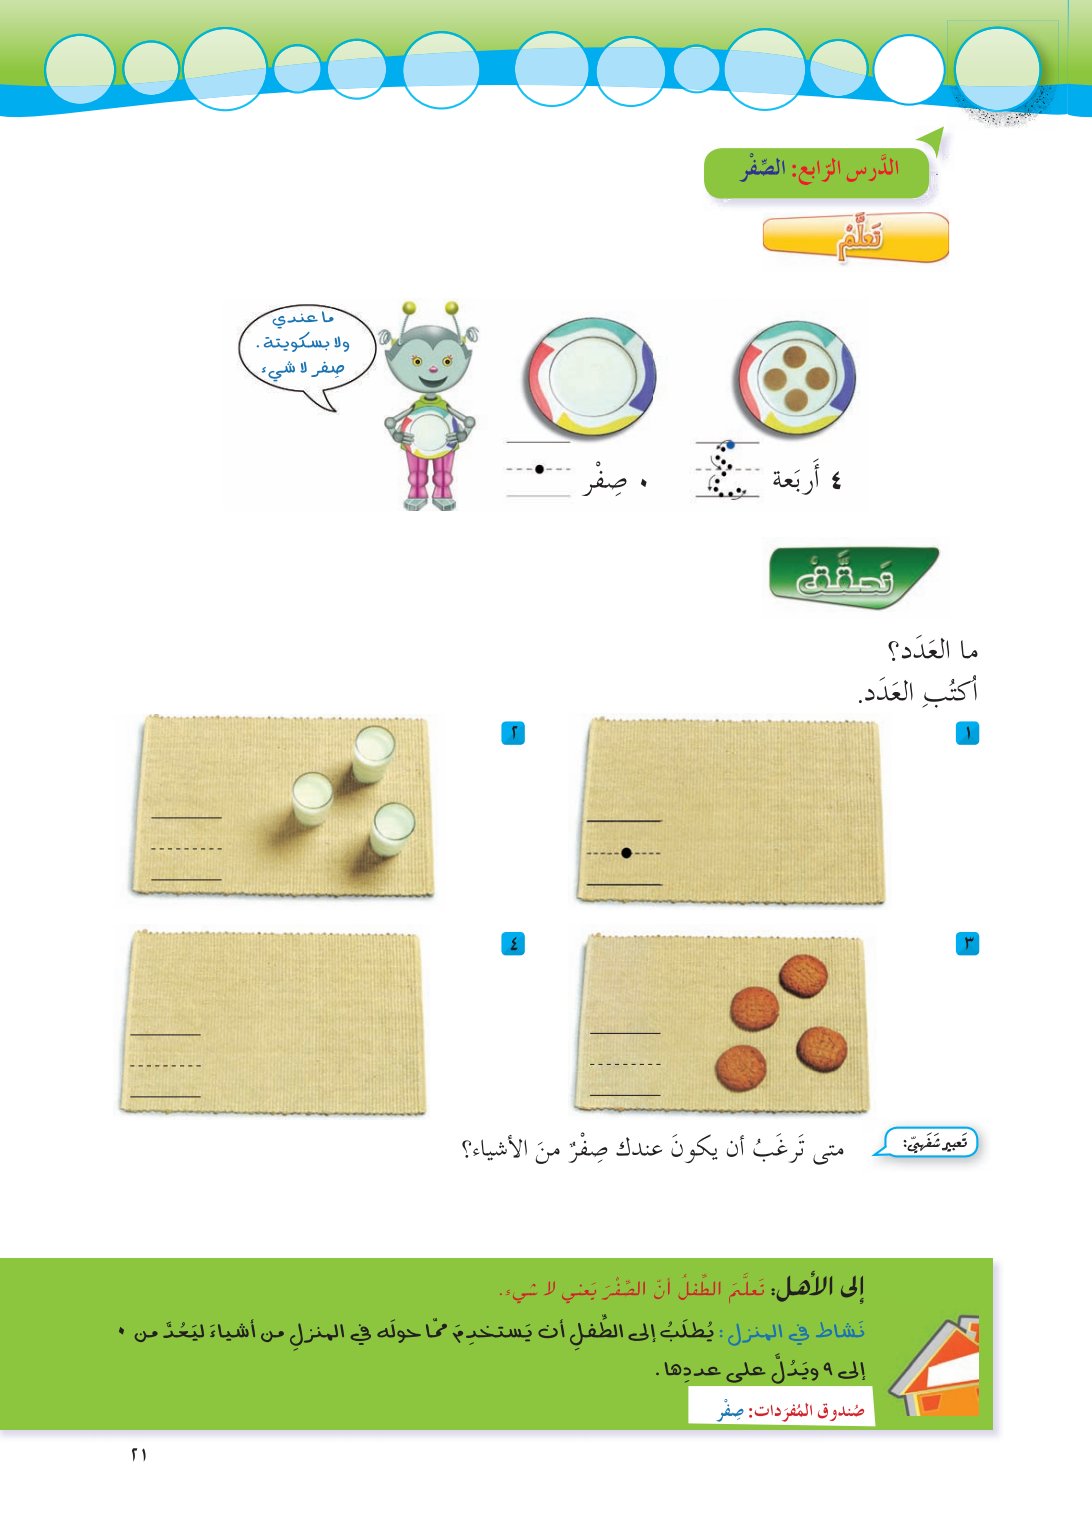 الدَّرس الرّابع: الصِّفْر
تَعَلَّمْ
ما عندي
ولا بسكويتة.
صِفر لا شيء
٤ أَربَعة
٠ صِفْر
تَحقَّقْ
ما العَدَد؟
اُكتُبِ العَدَد.
١
٢
٣
٤
تَعبير شَفَهيّ:
متى تَرغَبُ أن يكونَ عندك صِفْرٌ منَ الأشياء؟
إلى الأهل: تَعلَّمَ الطِّفلُ أنّ الصِّفْرَ يَعني لا شيء.
نَشاط في المنزل: يُطلَبُ إلى الطِّفلِ أن يَستخدِمَ ممّا حولَه في المنزلِ من أشياءَ ليَعُدَّ من ٠
إلى ٩ ويَدُلَّ على عددِها.
صُندوق المُفرَدات: صِفْر
٢١